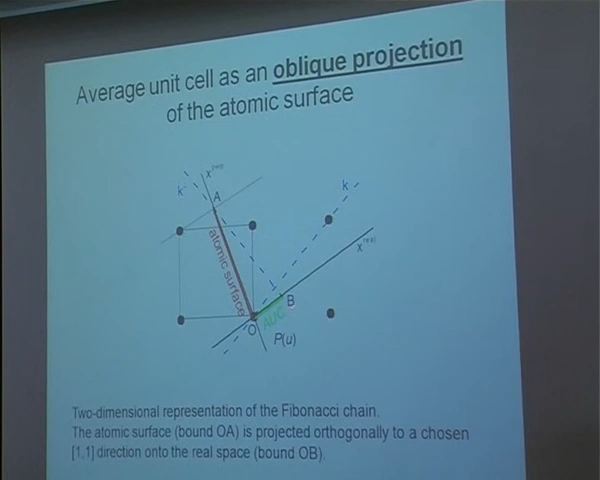 Average unit cell as an oblique projection
of the atomic surface
k
A
k
x real
atomic surface
B
AUC
O
P(u)
Two-dimensional representation of the Fibonacci chain.
The atomic surface (bound OA) is projected orthogonally to a chosen
[1,1] direction onto the real space (bound OB).